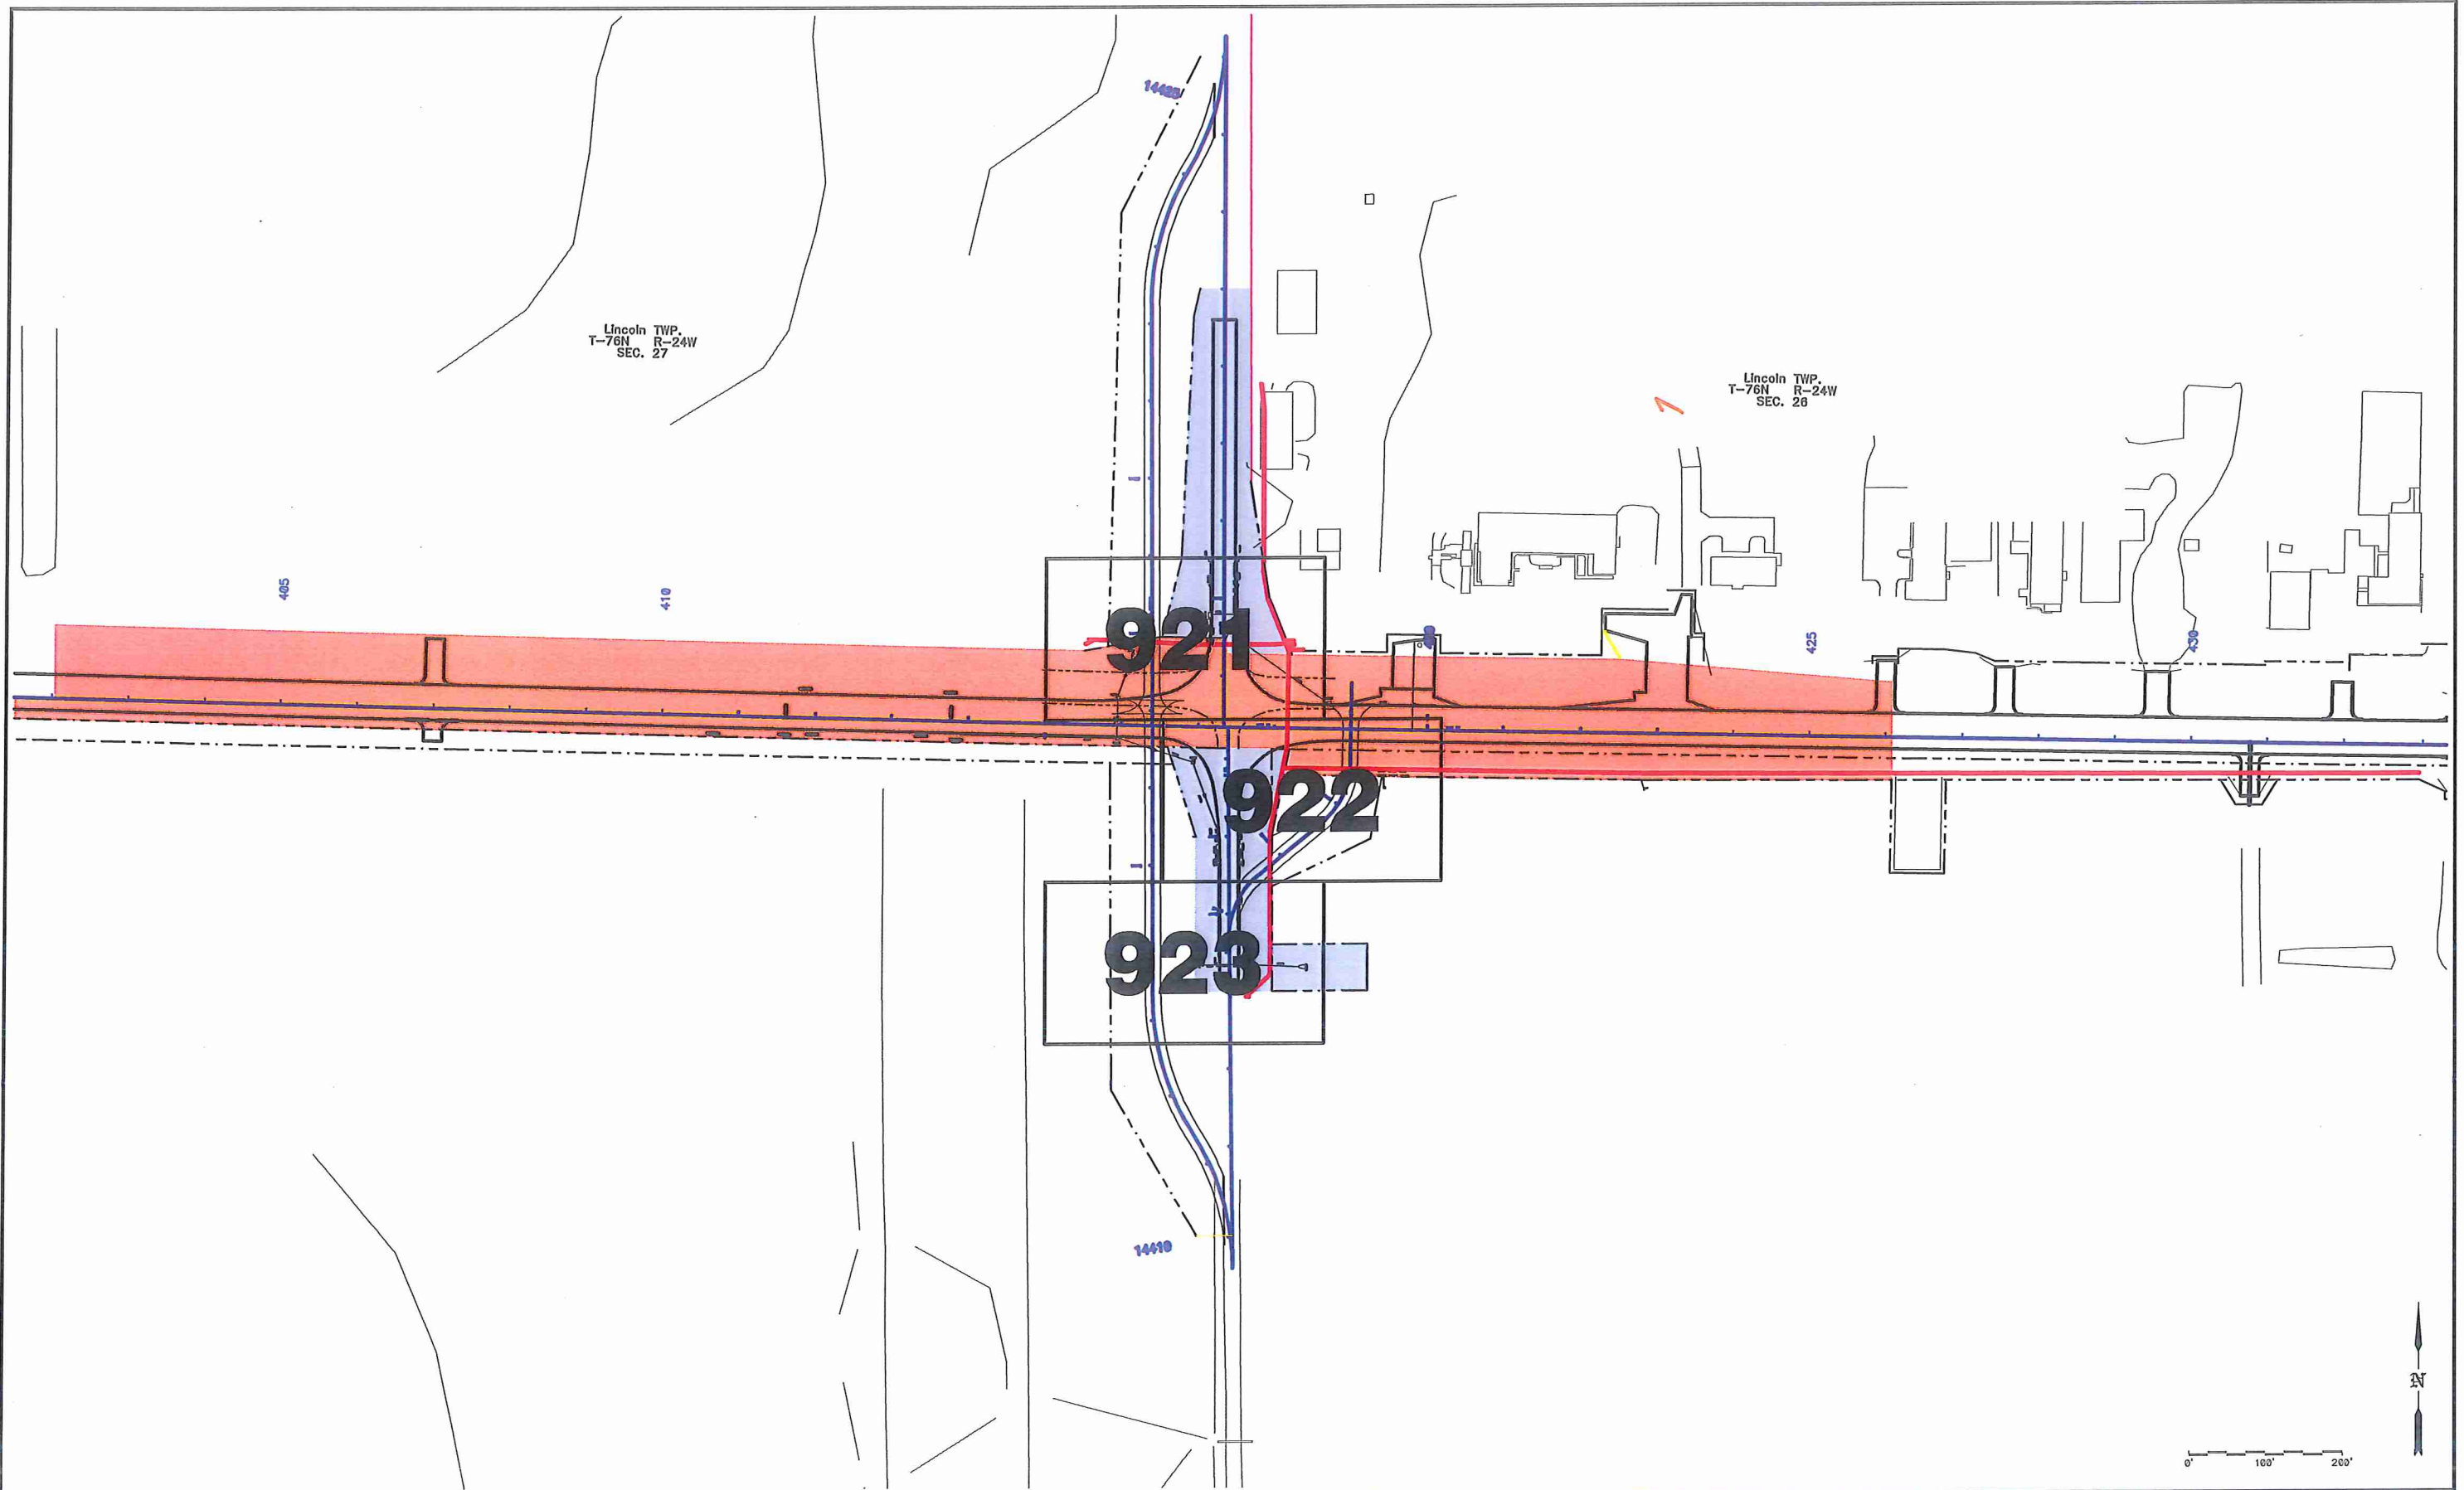 14420
Lincoln TWP.
T-76N R-24W
SEC. 27
Lincoln TWP.
T-76N R-24W
SEC. 26
405
410
921
425
430
922
923
14410
N
0' 100' 200'